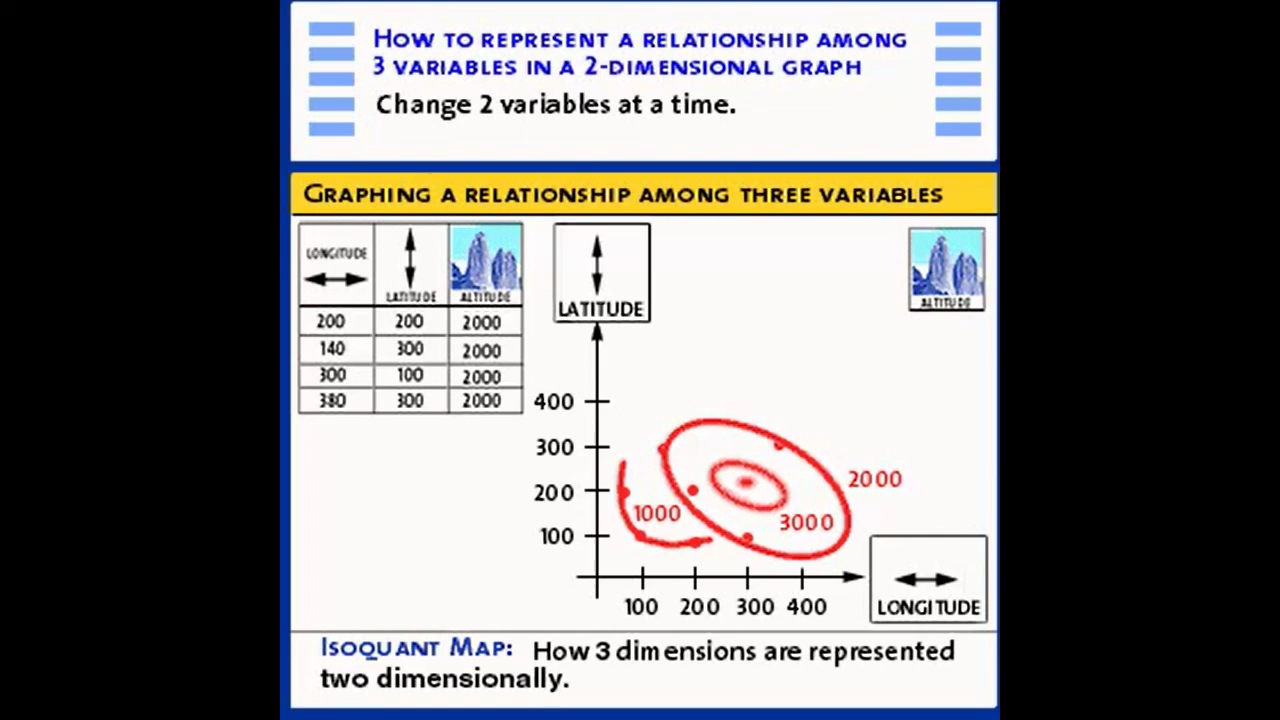 HOW TO REPRESENT A RELATIONSHIP AMONG
3 VARIABLES IN A 2-DIMENSIONAL GRAPH
Change 2 variables at a time.
GRAPHING A RELATIONSHIP AMONG THREE VARIABLES
LONGITUDE LATITUDE ALTITUDE
200 200 2000
140 300 2000
300 100 2000
380 300 2000
LATITUDE
ALTITUDE
400
300
200
100
2000
1000
3000
100 200 300 400
LONGITUDE
ISOQUANT MAP: How 3 dimensions are represented
two dimensionally.